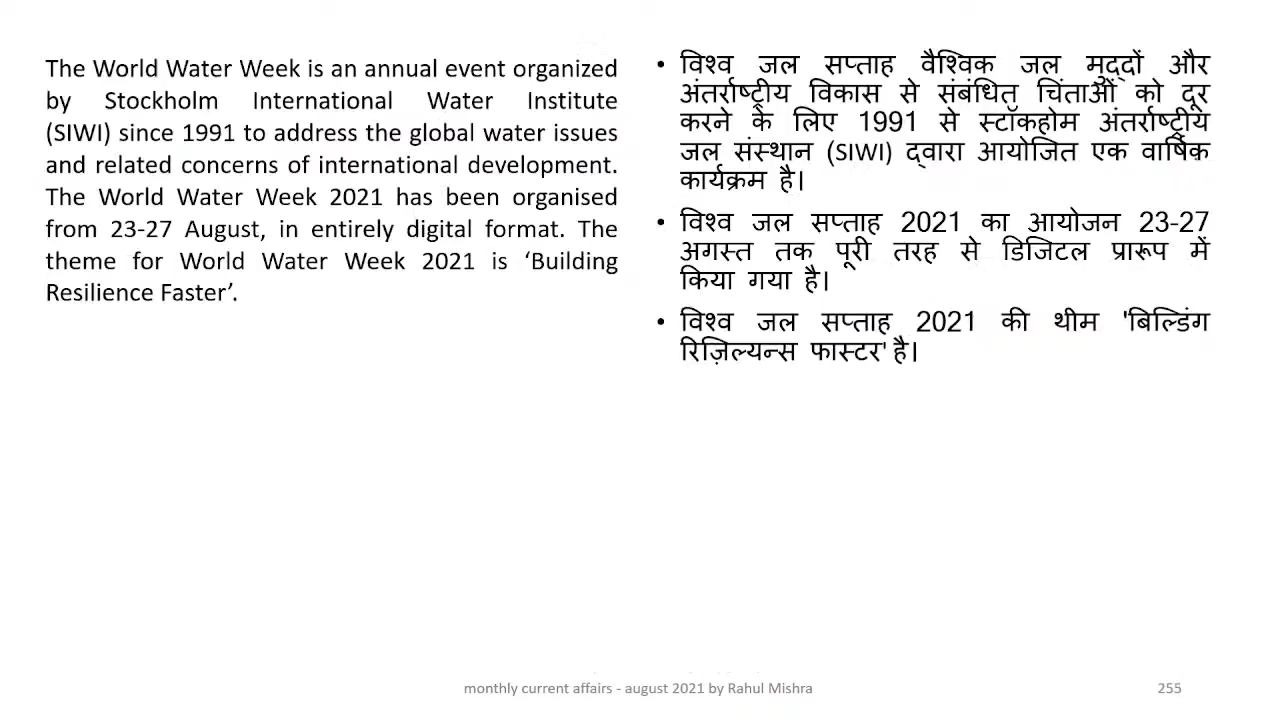 The World Water Week is an annual event organized
by Stockholm International Water Institute
(SIWI) since 1991 to address the global water issues
and related concerns of international development.
The World Water Week 2021 has been organised
from 23-27 August, in entirely digital format. The
theme for World Water Week 2021 is ‘Building
Resilience Faster’.
• विश्व जल सप्ताह वैश्विक जल मुद्दों और
अंतर्राष्ट्रीय विकास से संबंधित चिंताओं को दूर
करने के लिए 1991 से स्टॉकहोम अंतर्राष्ट्रीय
जल संस्थान (SIWI) द्वारा आयोजित एक वार्षिक
कार्यक्रम है।
• विश्व जल सप्ताह 2021 का आयोजन 23-27
अगस्त तक पूरी तरह से डिजिटल प्रारूप में
किया गया है।
• विश्व जल सप्ताह 2021 की थीम 'बिल्डिंग
रिज़िल्यन्स फास्टर' है।
monthly current affairs - august 2021 by Rahul Mishra
255